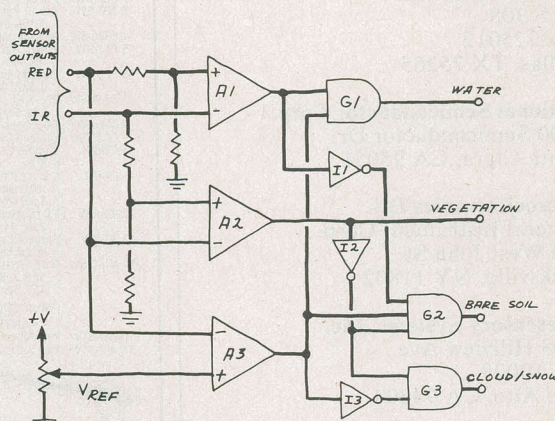 FROM
SENSOR
OUTPUTS
RED
IR
A1
G1
WATER
I1
A2
VEGETATION
I2
G2
BARE SOIL
+V
A3
VREF
I3
G3
CLOUD/SNOW